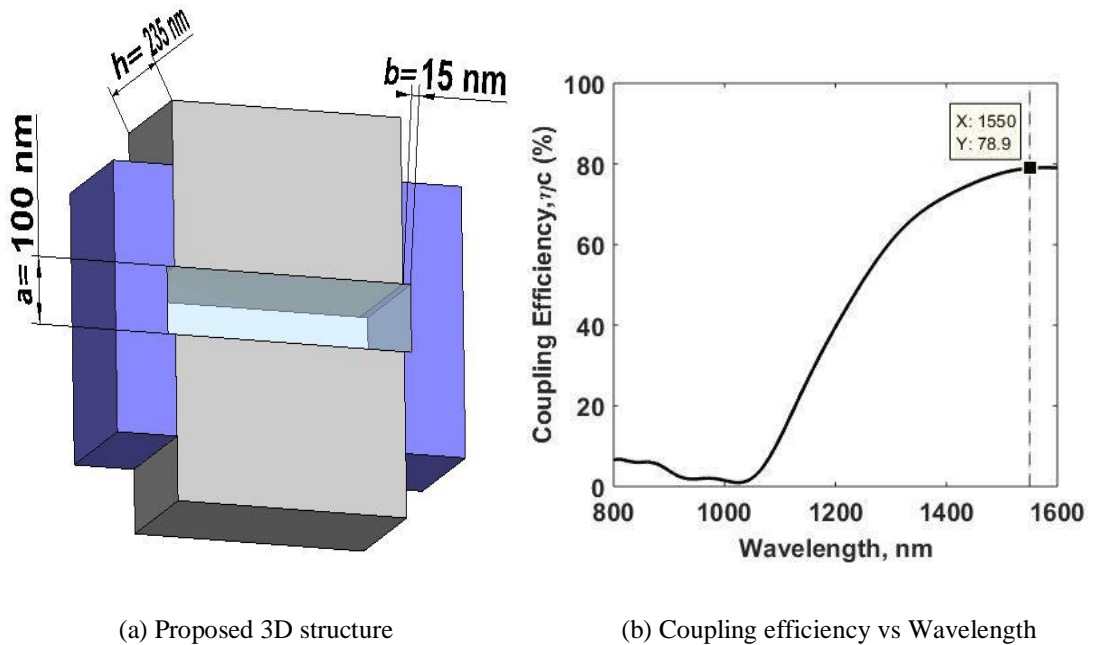 h= 235 nm
b= 15 nm
a= 100 nm
100
80
60
40
20
0
Coupling Efficiency,ηc (%)
X: 1550
Y: 78.9
800 1000 1200 1400 1600
Wavelength, nm
(a) Proposed 3D structure
(b) Coupling efficiency vs Wavelength